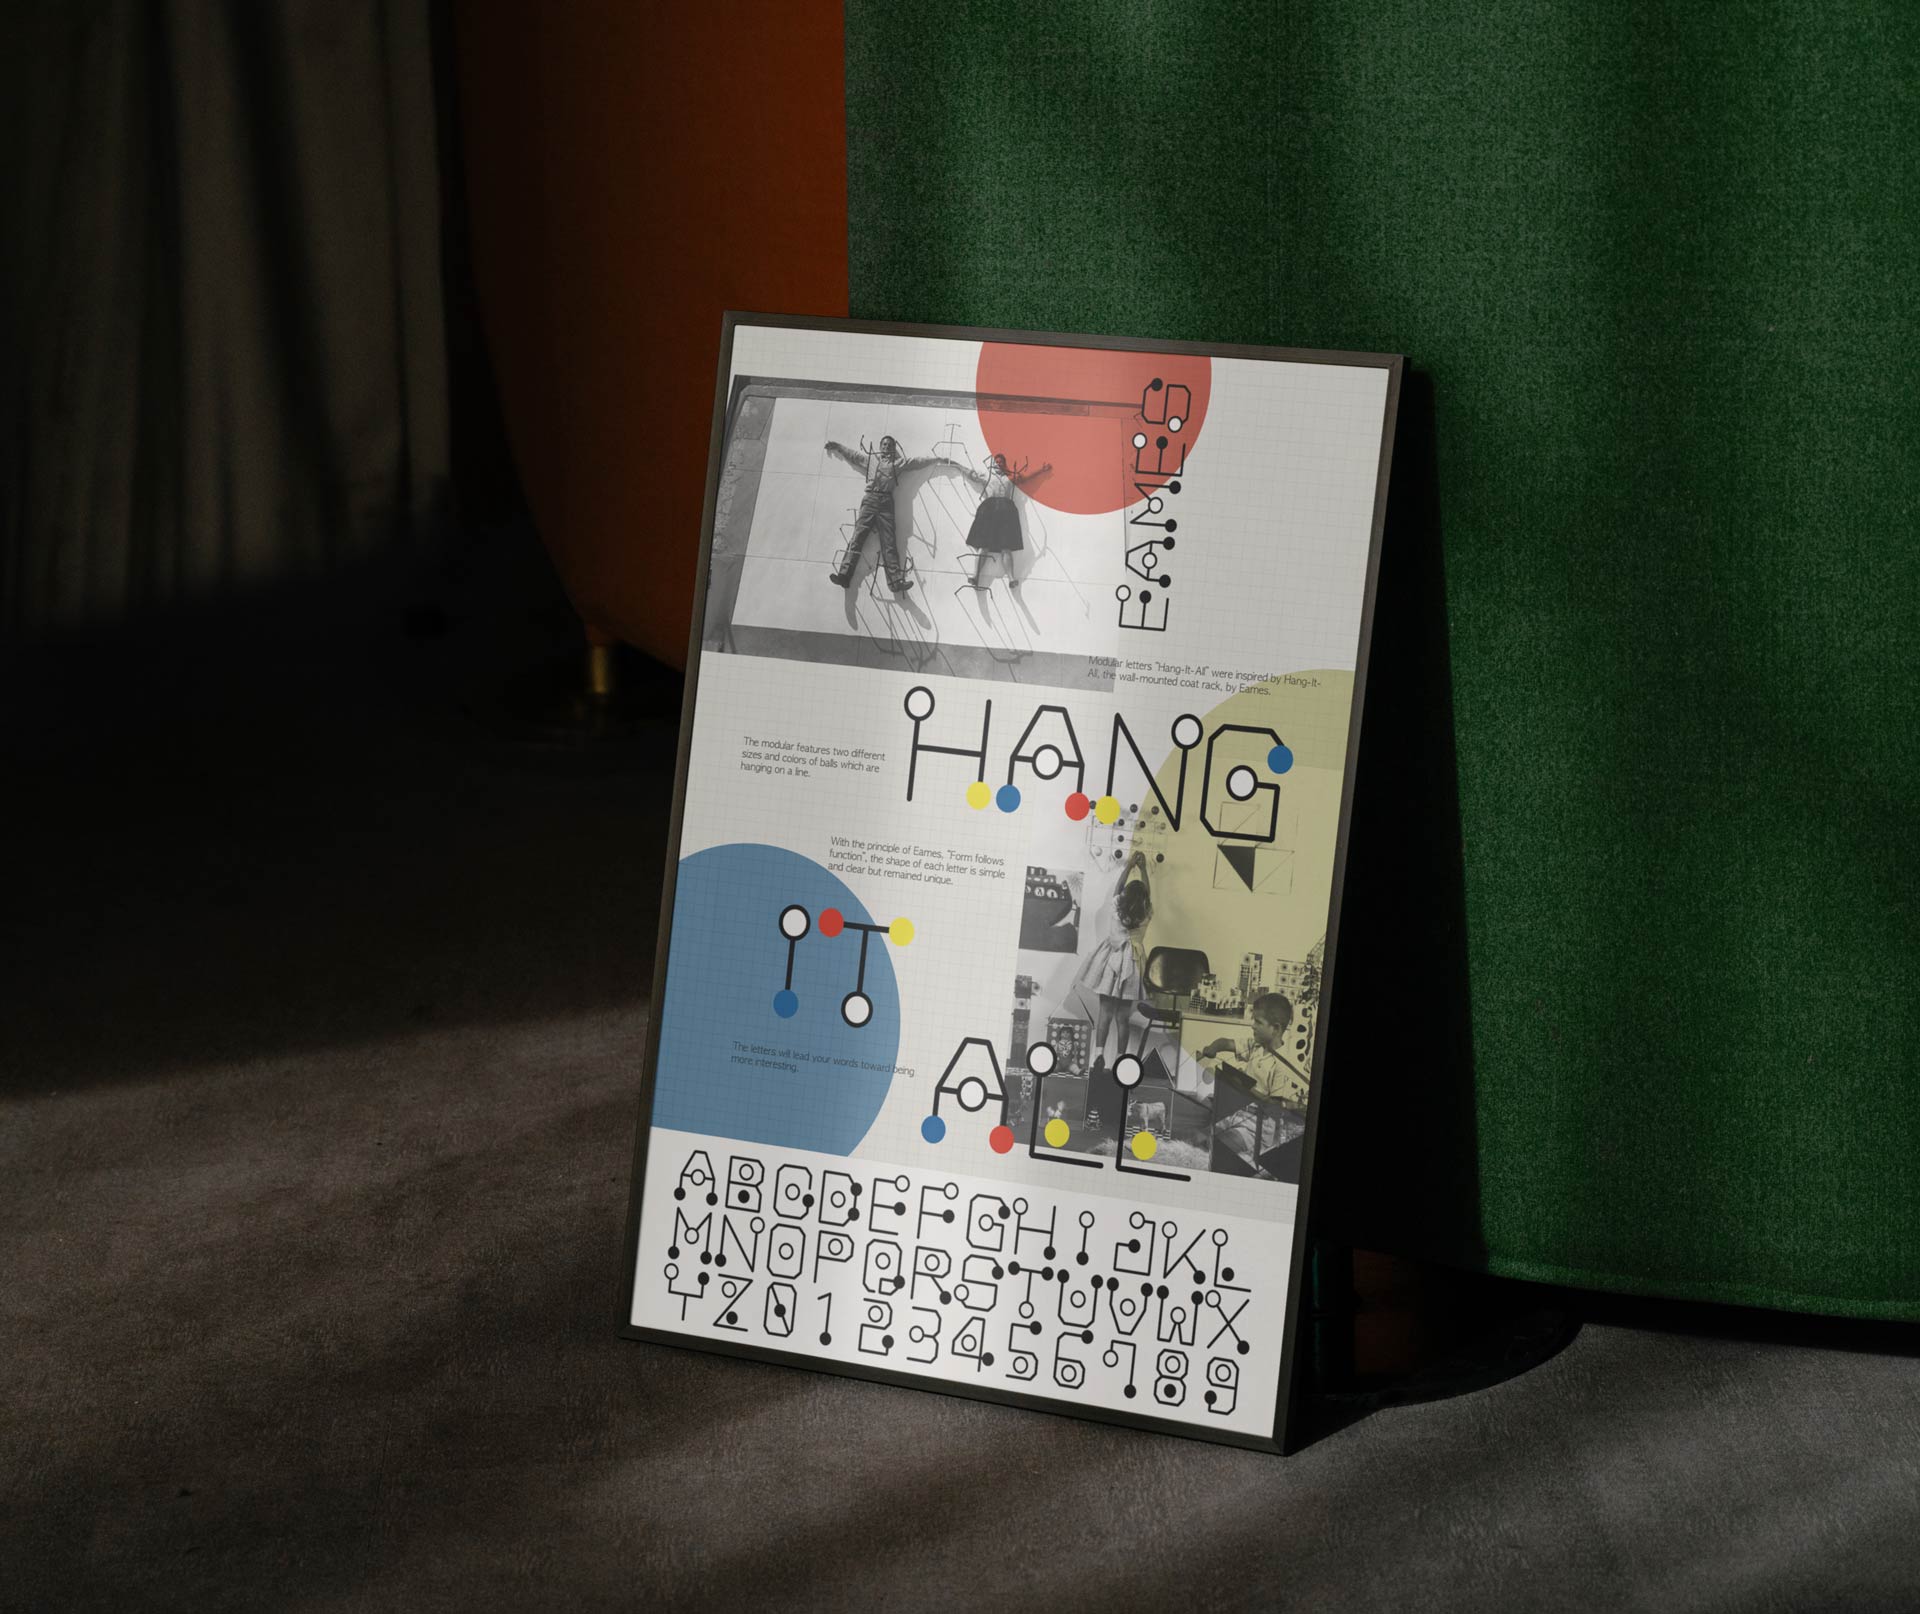 EAMES
Modular letters "Hang-It-All" were inspired by Hang-It-
All, the wall-mounted coat rack, by Eames.
HANG
The modular features two different
sizes and colors of balls which are
hanging on a line.
With the principle of Eames, "Form follows
function", the shape of each letter is simple
and clear but remained unique.
IT
The letters will lead your words toward being
more interesting.
ALL
ABCDEFGHIJKL
MNOPQRSTUVWX
YZ0123456789